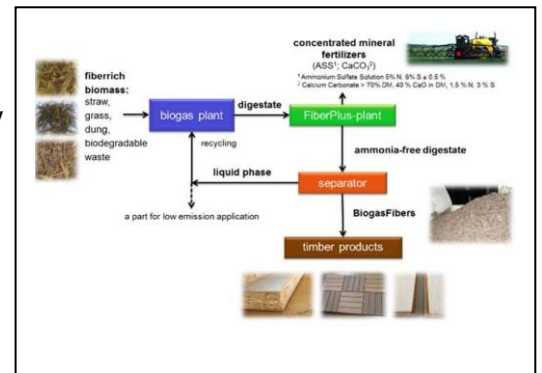 concentrated mineral
fertilizers
(ASS¹; CaCO₃²)
¹ Ammonium Sulfate Solution 5% N, 6% S ± 0.5 %
² Calcium Carbonate > 70% DM, 40 % CaO in DM, 1,5 % N, 3 % S
fiberrich
biomass:
straw,
grass,
dung,
biodegradable
waste
biogas plant
digestate
FiberPlus-plant
recycling
ammonia-free digestate
liquid phase
separator
a part for low emission application
BiogasFibers
timber products